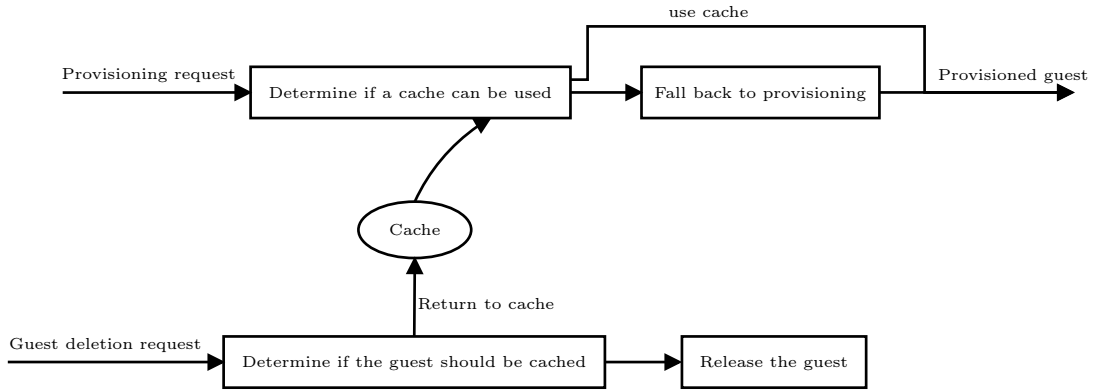 use cache
Provisioning request
Determine if a cache can be used
Fall back to provisioning
Provisioned guest
Cache
Return to cache
Guest deletion request
Determine if the guest should be cached
Release the guest